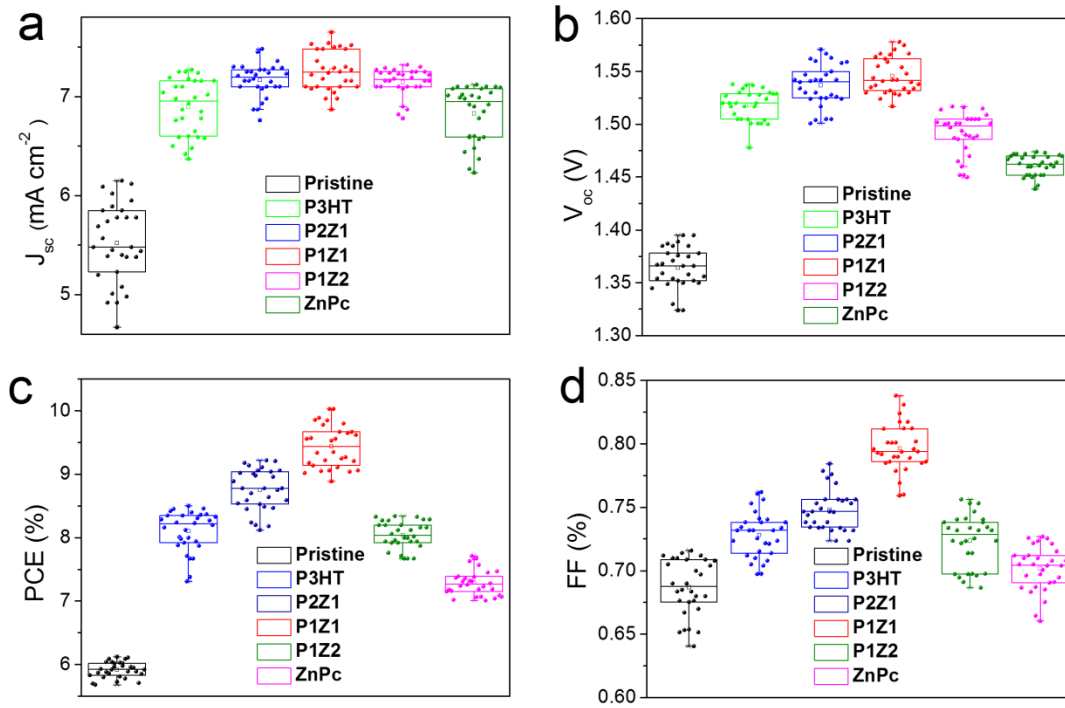 a
J_sc (mA cm⁻²)
7
6
5
Pristine
P3HT
P2Z1
P1Z1
P1Z2
ZnPc
b
V_oc (V)
1.60
1.55
1.50
1.45
1.40
1.35
1.30
Pristine
P3HT
P2Z1
P1Z1
P1Z2
ZnPc
c
PCE (%)
10
9
8
7
6
Pristine
P3HT
P2Z1
P1Z1
P1Z2
ZnPc
d
FF (%)
0.85
0.80
0.75
0.70
0.65
0.60
Pristine
P3HT
P2Z1
P1Z1
P1Z2
ZnPc